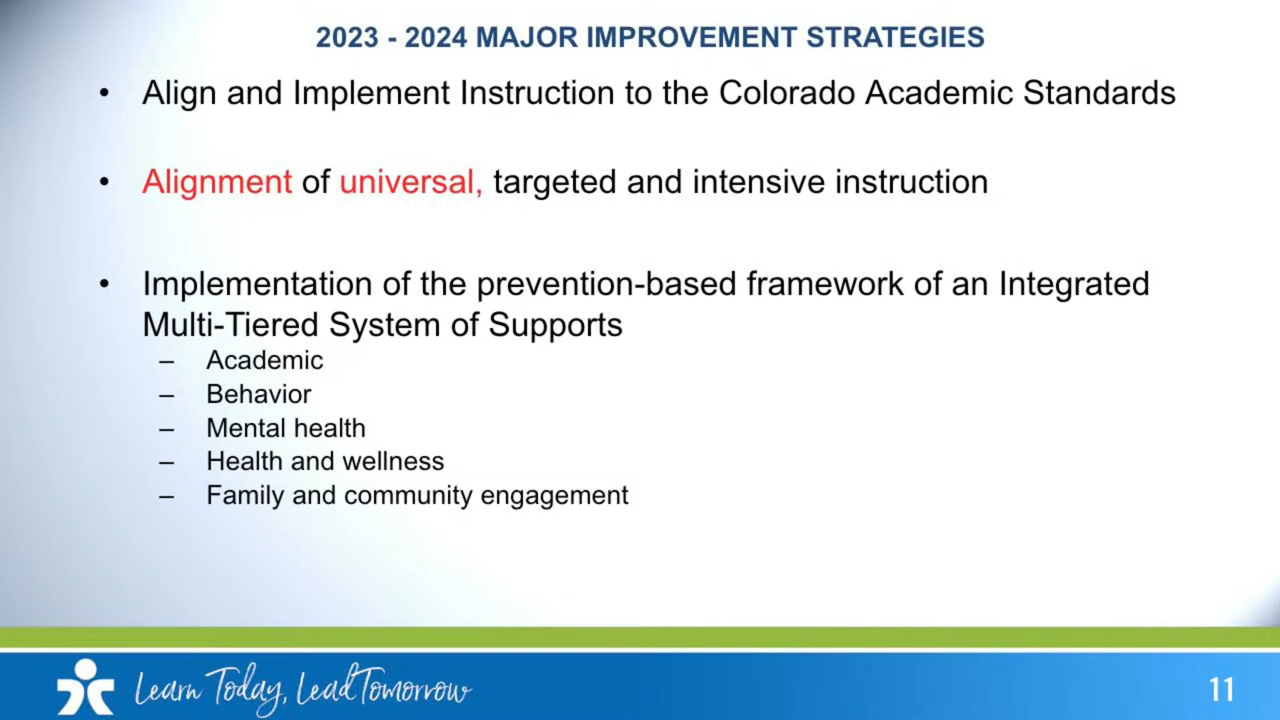 2023 - 2024 MAJOR IMPROVEMENT STRATEGIES
• Align and Implement Instruction to the Colorado Academic Standards
• Alignment of universal, targeted and intensive instruction
• Implementation of the prevention-based framework of an Integrated
Multi-Tiered System of Supports
– Academic
– Behavior
– Mental health
– Health and wellness
– Family and community engagement
Learn Today, Lead Tomorrow
11